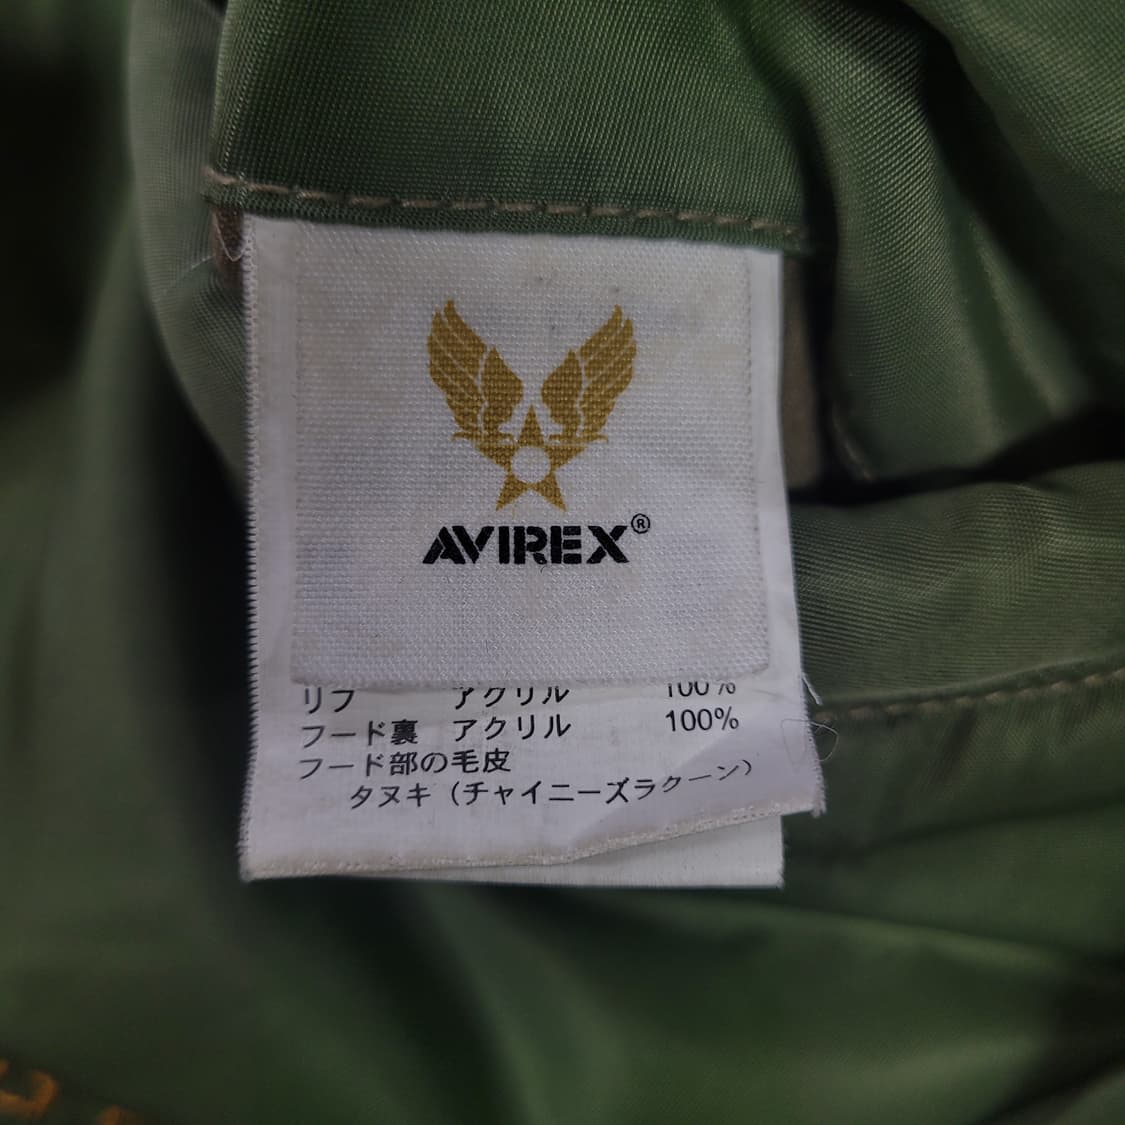 AVIREX®
リブ アクリル 100%
フード裏 アクリル 100%
フード部の毛皮
タヌキ（チャイニーズラクーン）